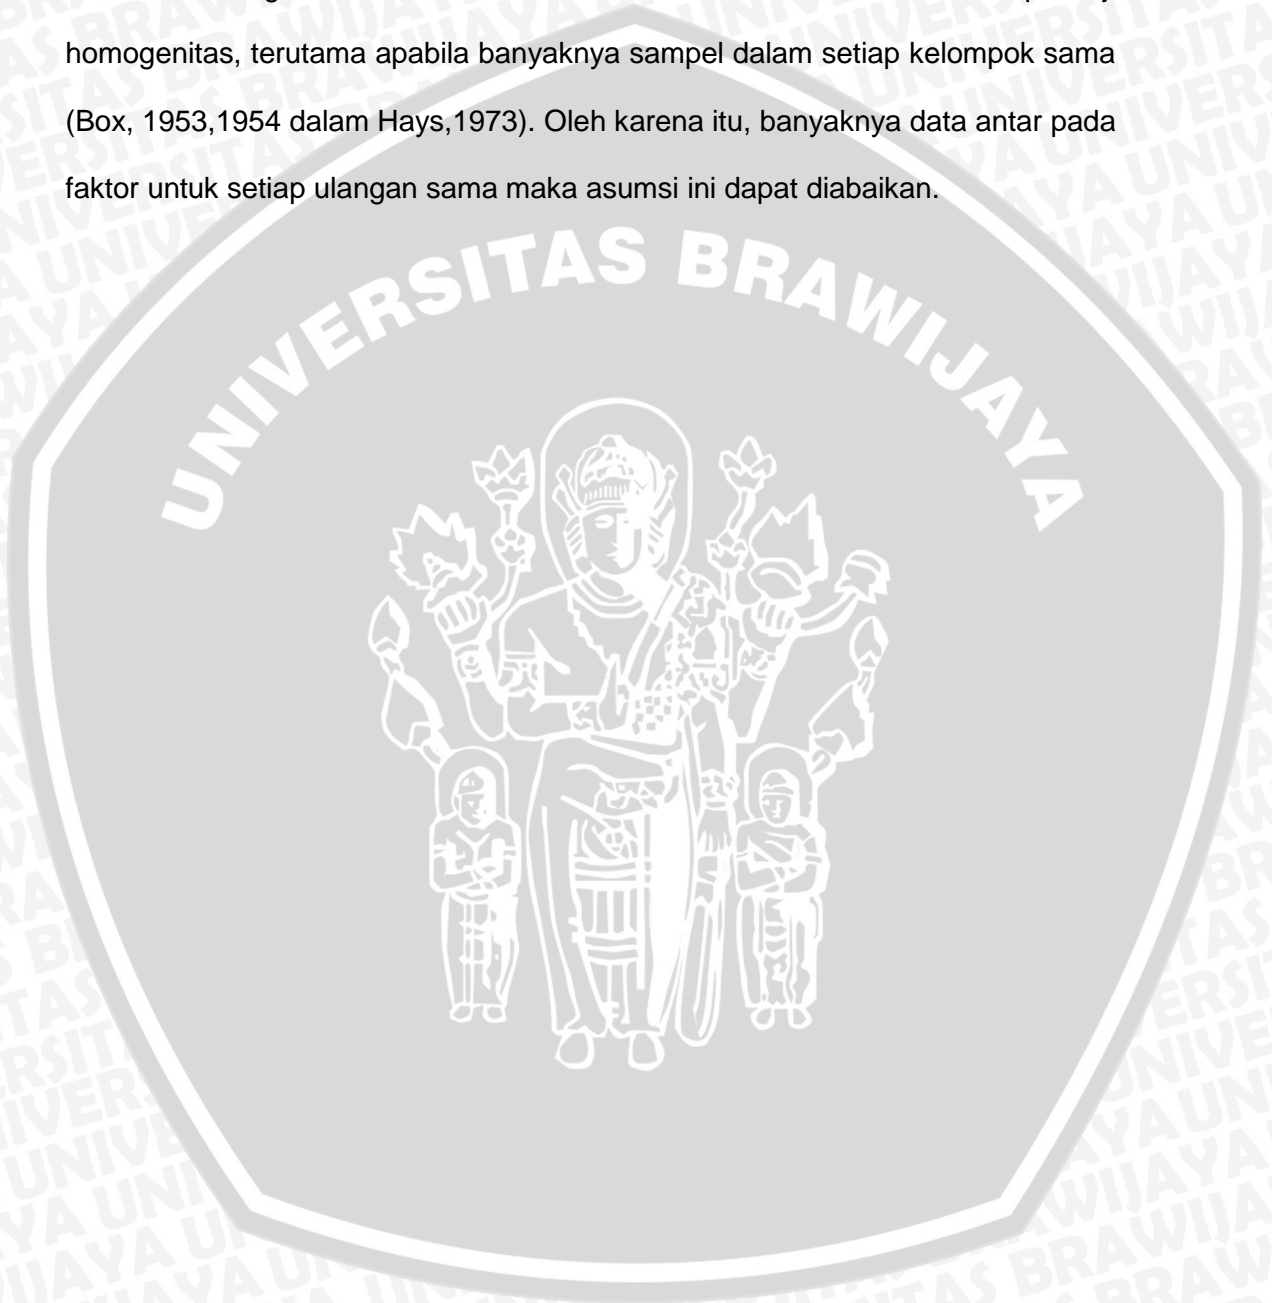 homogenitas, terutama apabila banyaknya sampel dalam setiap kelompok sama
(Box, 1953,1954 dalam Hays,1973). Oleh karena itu, banyaknya data antar pada
faktor untuk setiap ulangan sama maka asumsi ini dapat diabaikan.
UNIVERSITAS BRAWIJAYA